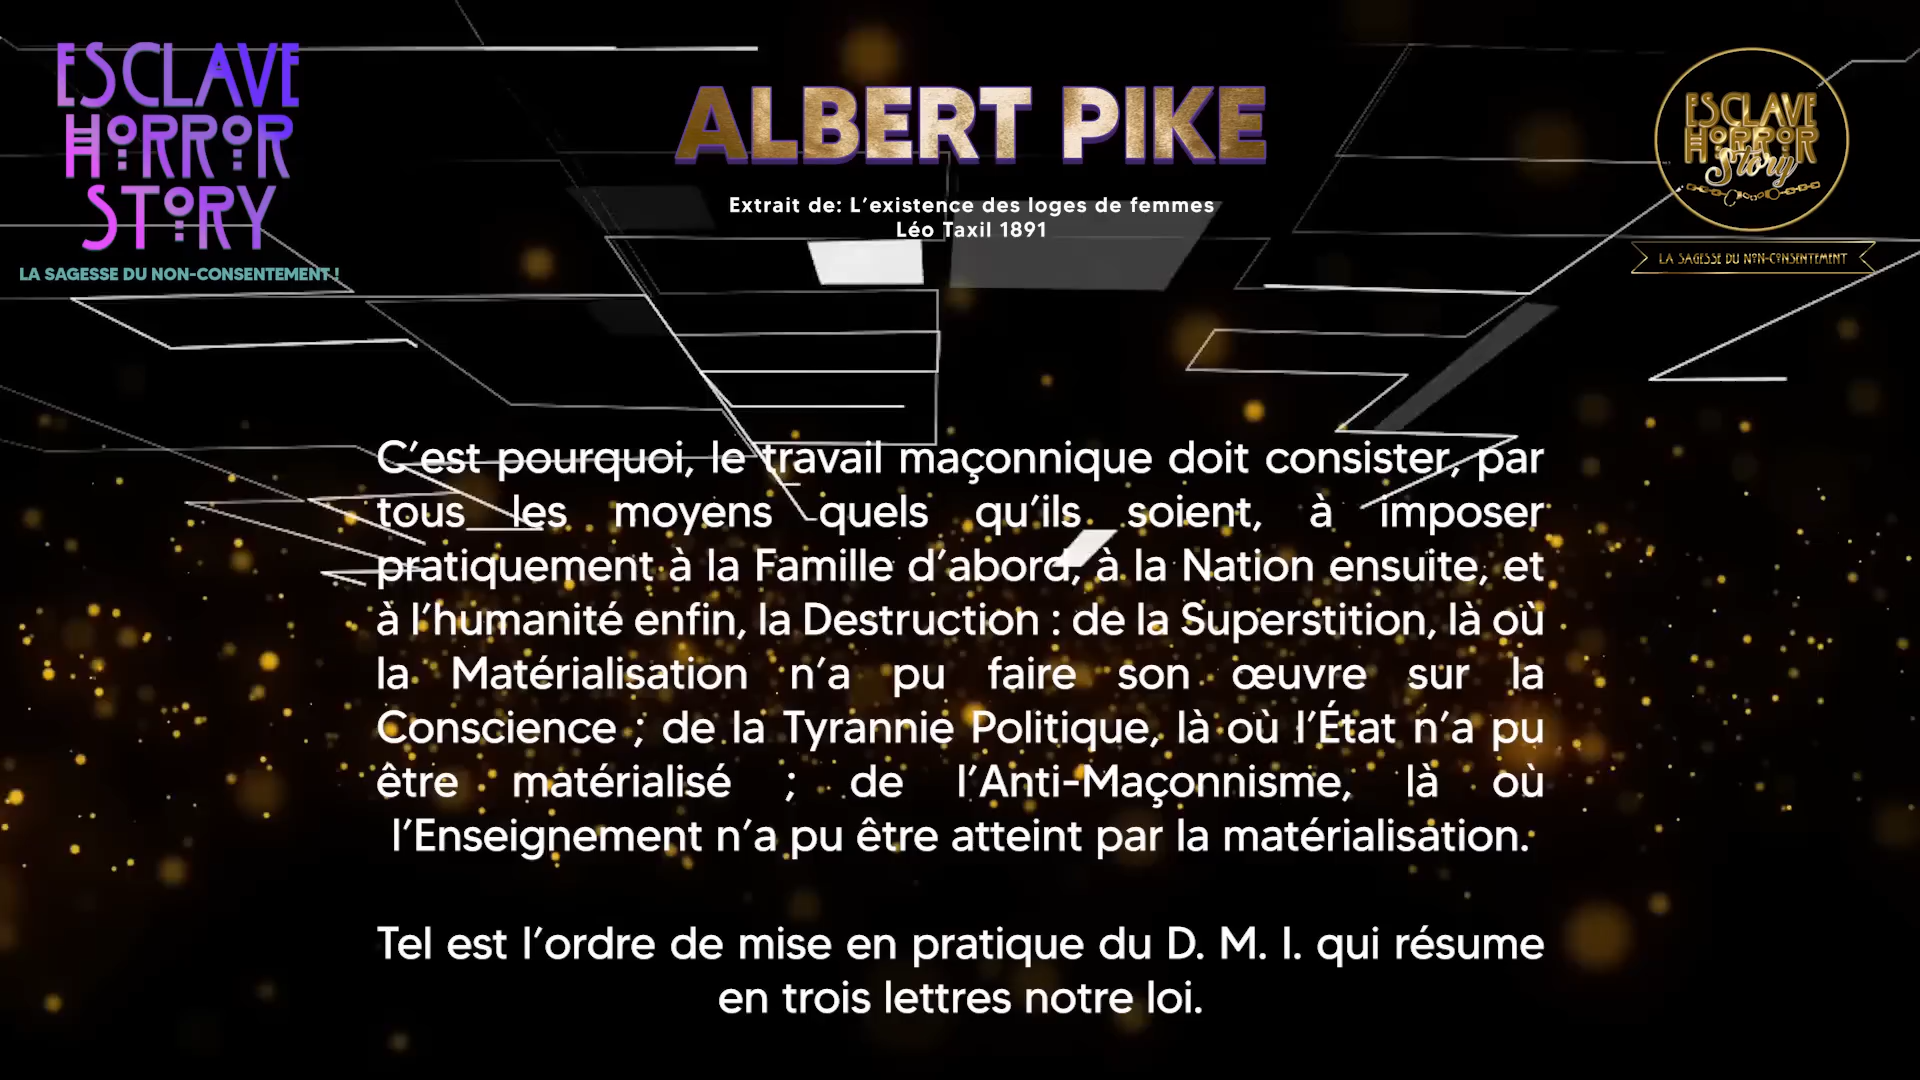 ESCLAVE
HORROR
STORY
LA SAGESSE DU NON-CONSENTEMENT !
ALBERT PIKE
Extrait de: L’existence des loges de femmes
Léo Taxil 1891
ESCLAVE
HORROR
Story
LA SAGESSE DU NON-CONSENTEMENT
C’est pourquoi, le travail maçonnique doit consister, par
tous les moyens quels qu’ils soient, à imposer
pratiquement à la Famille d’abord, à la Nation ensuite, et
à l’humanité enfin, la Destruction : de la Superstition, là où
la Matérialisation n’a pu faire son œuvre sur la
Conscience ; de la Tyrannie Politique, là où l’État n’a pu
être matérialisé ; de l’Anti-Maçonnisme, là où
l’Enseignement n’a pu être atteint par la matérialisation.
Tel est l’ordre de mise en pratique du D. M. I. qui résume
en trois lettres notre loi.